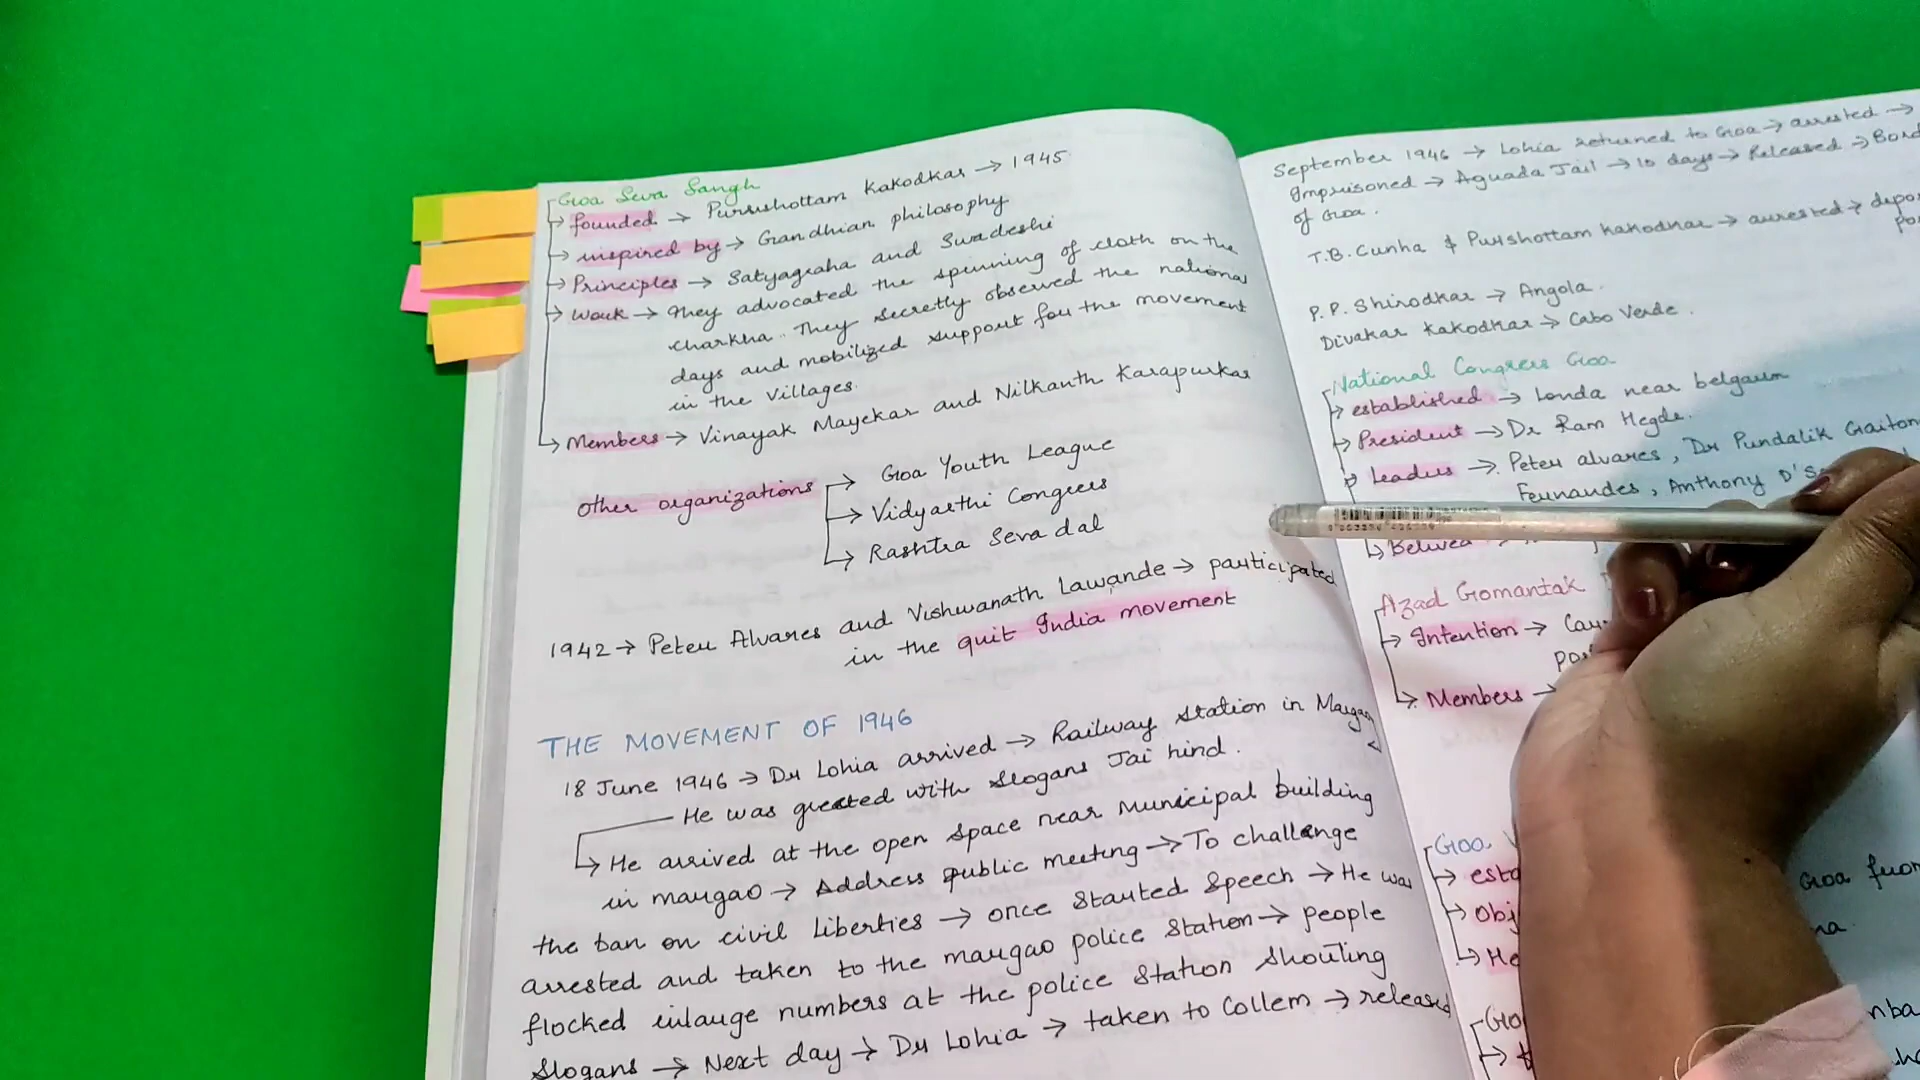 Goa Seva Sangh
founded → Purushottam Kakodkar → 1945
inspired by → Gandhian philosophy
Principles → Satyagraha and Swadeshi
Work → They advocated the spinning of cloth on the
charkha. They secretly observed the national
days and mobilized support for the movement
in the villages.
Members → Vinayak Mayekar and Nilkanth Karapurkar
other organizations → Goa Youth League
→ Vidyarthi Congress
→ Rashtra Seva dal
1942 → Peter Alvares and Vishwanath Lawande → participated
in the quit India movement
THE MOVEMENT OF 1946
18 June 1946 → Dr Lohia arrived → Railway station in Margao
He was greeted with slogans Jai hind.
→ He arrived at the open space near municipal building
in margao → Address public meeting → To challenge
the ban on civil liberties → once started speech → He was
arrested and taken to the margao police station → people
flocked in large numbers at the police station shouting
slogans → Next day → Dr Lohia → taken to Collem → released
September 1946 → Lohia returned to Goa → arrested →
Imprisoned → Aguada Jail → 10 days → Released →
of Goa.
T.B. Cunha & Purshottam Kakodkar → arrested →
P.P. Shirodkar → Angola.
Divakar Kakodkar → Cabo Verde.
National Congress Goa
→ established → Londa near belgaum
→ President → Dr Ram Hegde.
→ Leaders → Peter alvares, Dr Pundalik
Fernandes, Anthony
Azad Gomantak
→ Intention →
→ Members →
Goa
Goa from